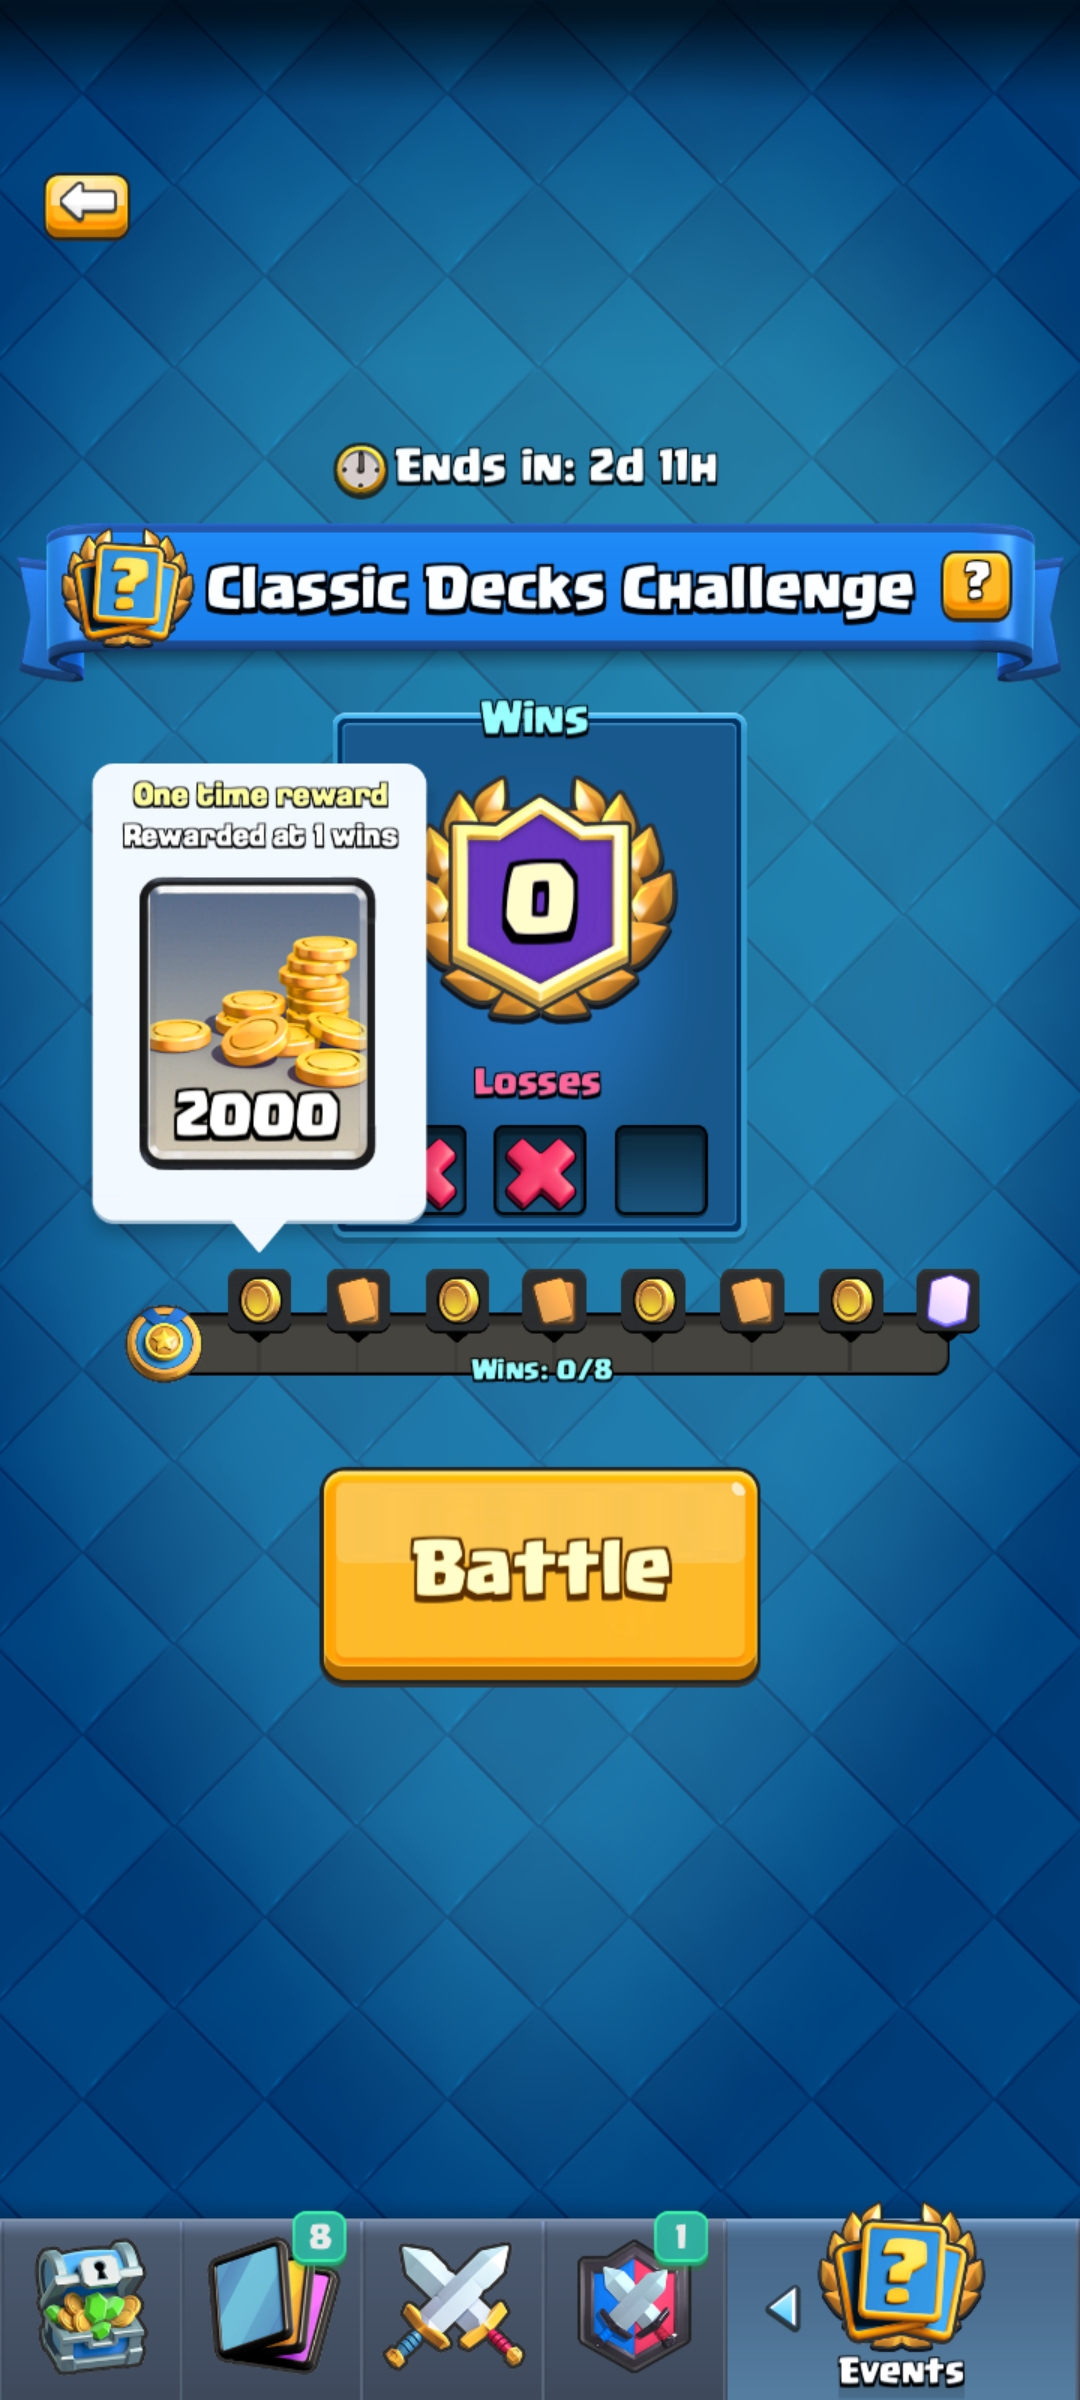 Ends in: 2d 11h
?
Classic Decks Challenge
?
Wins
One time reward
Rewarded at 1 wins
0
2000
Losses
Wins: 0/8
Battle
8
1
?
Events